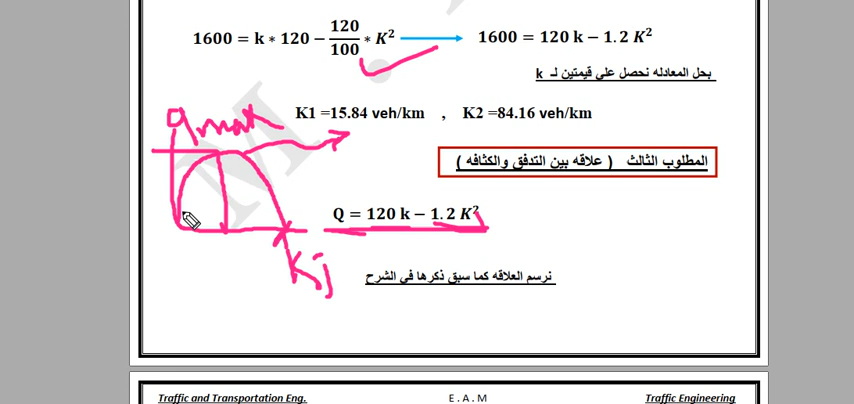 1600 = k * 120 − 120/100 * K² → 1600 = 120 k − 1. 2 K²
بحل المعادله نحصل علي قيمتين لـ k
K1 =15.84 veh/km , K2 =84.16 veh/km
المطلوب الثالث ( علاقه بين التدفق والكثافه )
Q = 120 k − 1. 2 K²
Kj
نرسم العلاقه كما سبق ذكرها في الشرح
Traffic and Transportation Eng. E . A . M Traffic Engineering